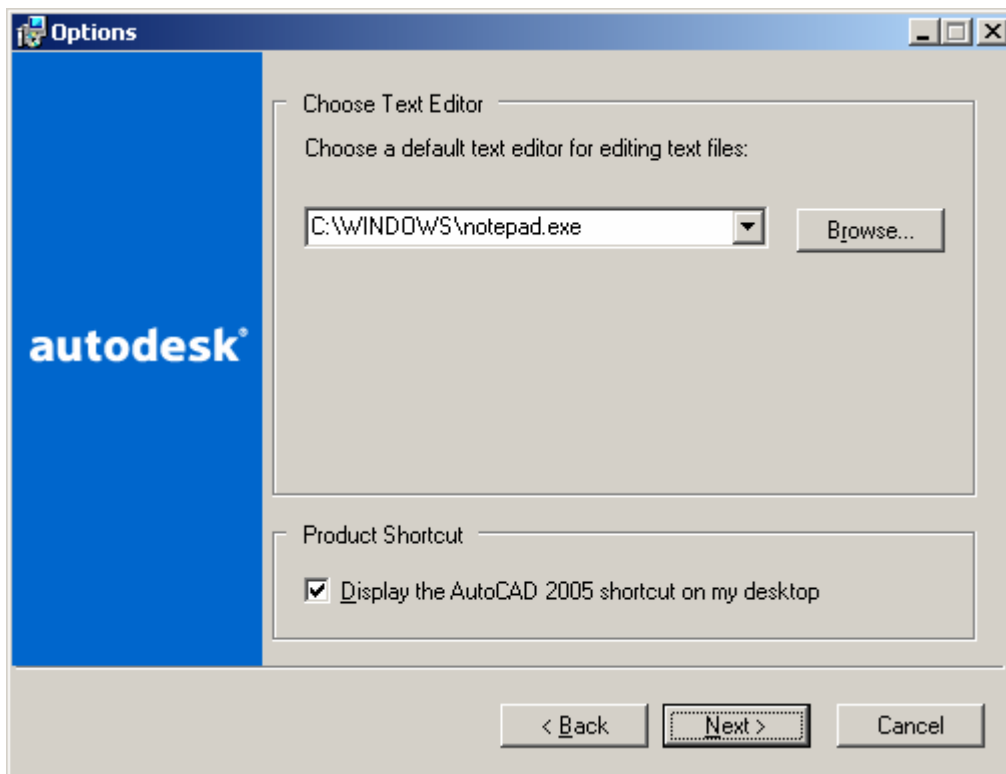 Options
Choose Text Editor
Choose a default text editor for editing text files:
C:\WINDOWS\notepad.exe
Browse...
autodesk®
Product Shortcut
Display the AutoCAD 2005 shortcut on my desktop
< Back
Next >
Cancel